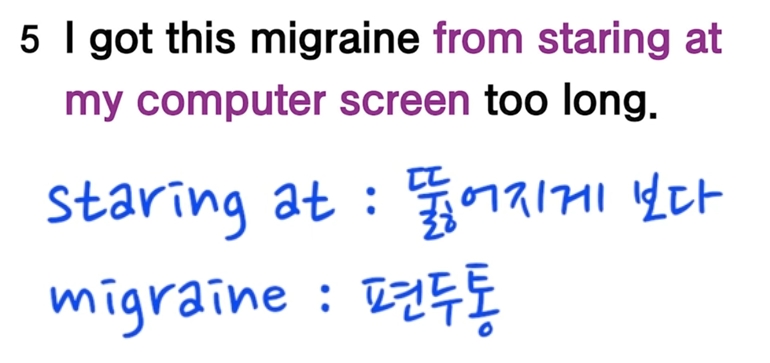 5 I got this migraine from staring at
my computer screen too long.
staring at : 뚫어지게 보다
migraine : 편두통